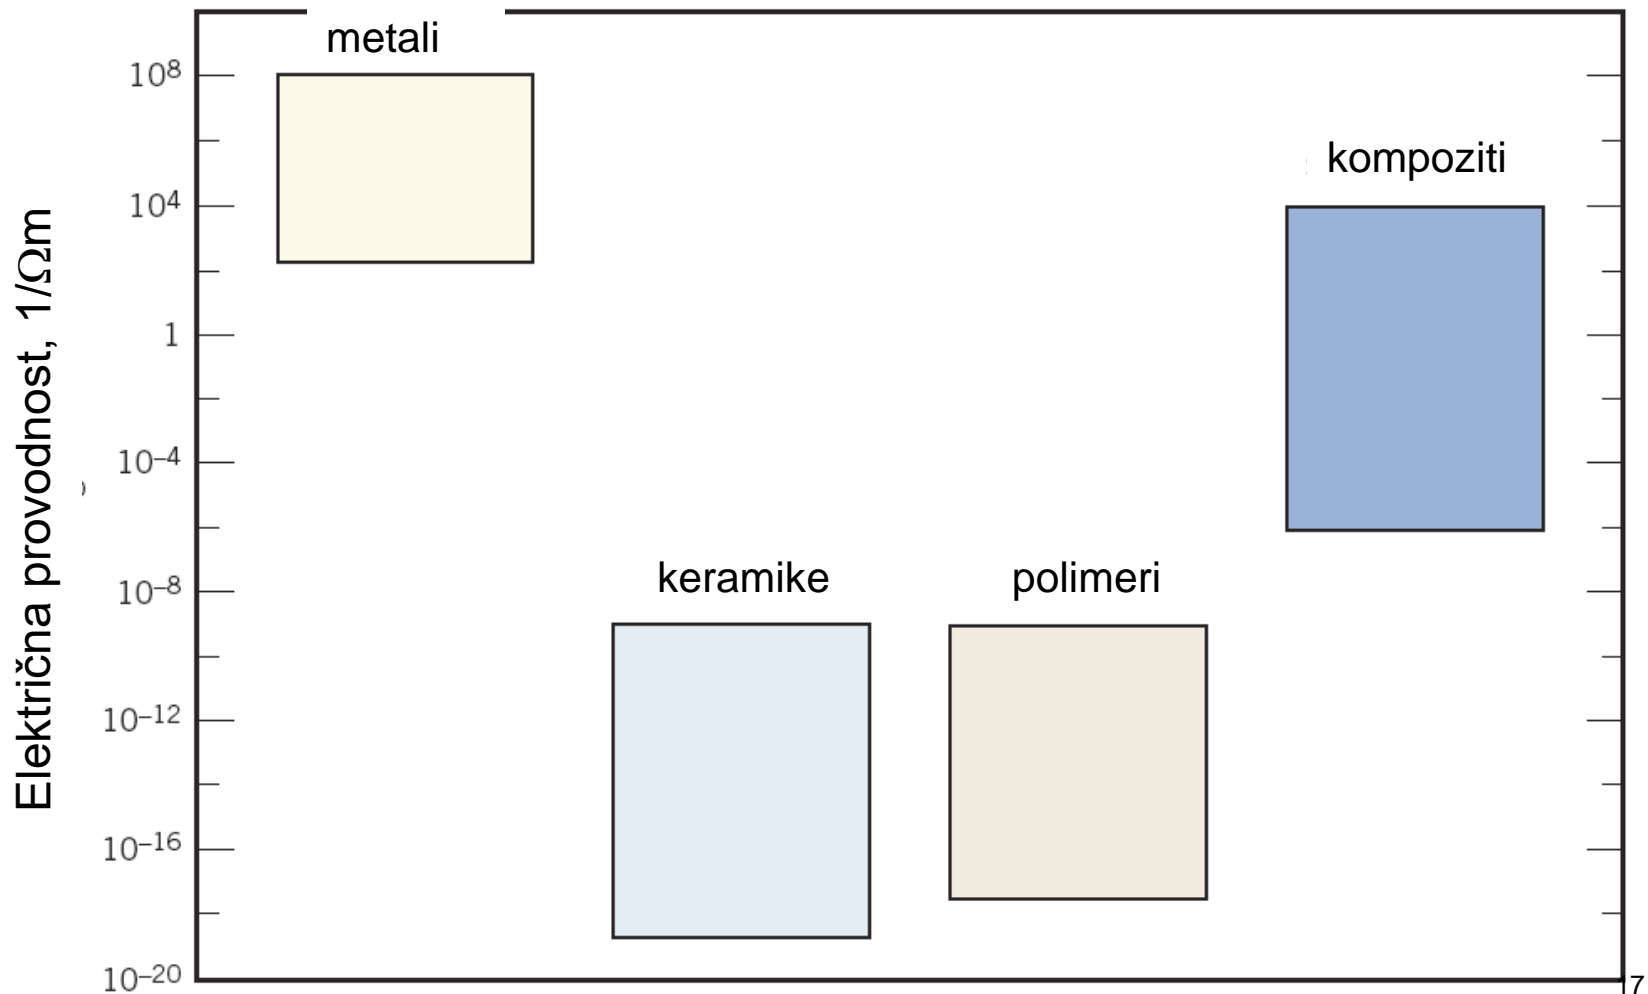 metali
kompoziti
keramike
polimeri
Električna provodnost, 1/Ωm
10⁸
10⁴
1
10⁻⁴
10⁻⁸
10⁻¹²
10⁻¹⁶
10⁻²⁰
17